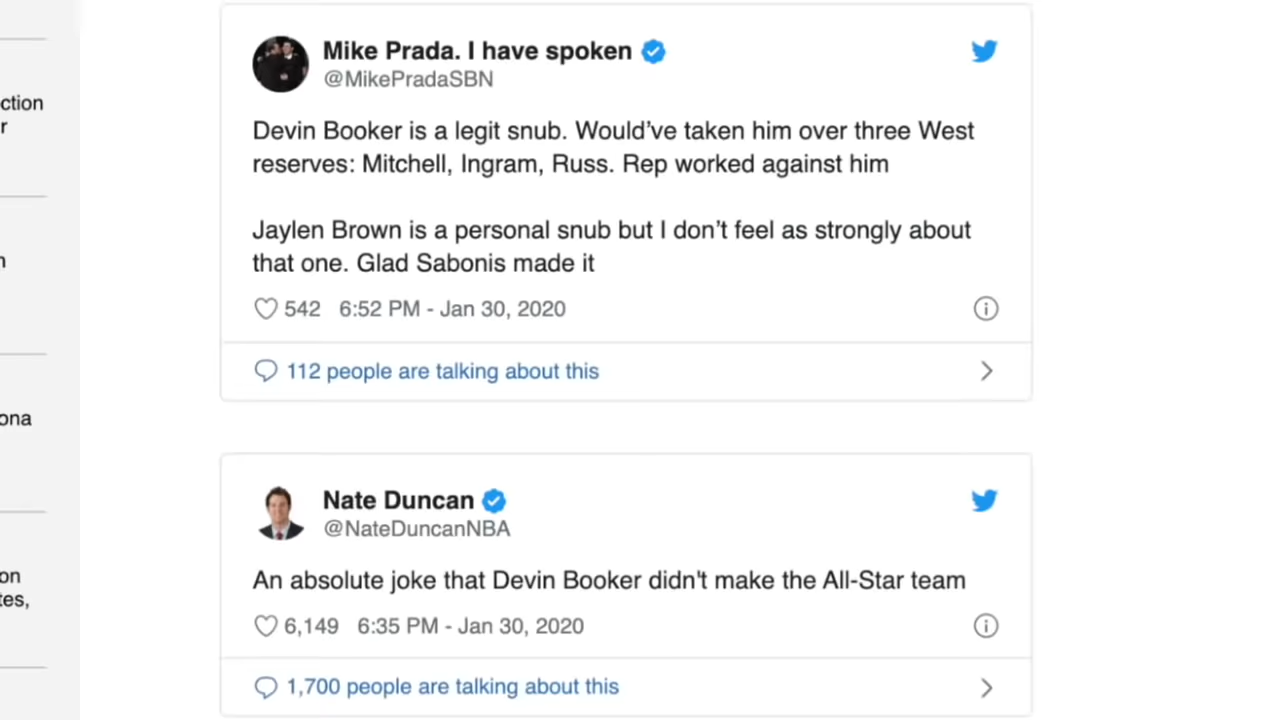 ction
r
n
ona
on
tes,
Mike Prada. I have spoken
@MikePradaSBN
Devin Booker is a legit snub. Would’ve taken him over three West
reserves: Mitchell, Ingram, Russ. Rep worked against him
Jaylen Brown is a personal snub but I don’t feel as strongly about
that one. Glad Sabonis made it
542 6:52 PM - Jan 30, 2020
112 people are talking about this
Nate Duncan
@NateDuncanNBA
An absolute joke that Devin Booker didn't make the All-Star team
6,149 6:35 PM - Jan 30, 2020
1,700 people are talking about this